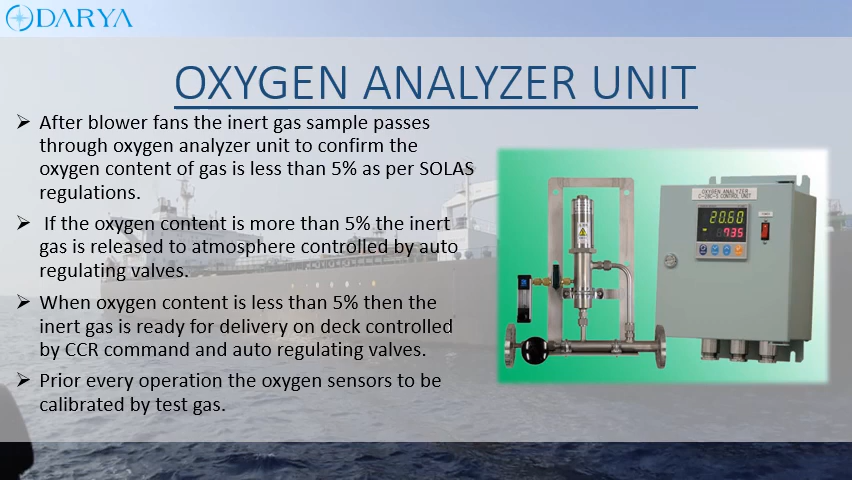 DARYA
OXYGEN ANALYZER UNIT
➢ After blower fans the inert gas sample passes
through oxygen analyzer unit to confirm the
oxygen content of gas is less than 5% as per SOLAS
regulations.
➢ If the oxygen content is more than 5% the inert
gas is released to atmosphere controlled by auto
regulating valves.
➢ When oxygen content is less than 5% then the
inert gas is ready for delivery on deck controlled
by CCR command and auto regulating valves.
➢ Prior every operation the oxygen sensors to be
calibrated by test gas.
OXYGEN ANALYZER
CONTROL UNIT
20.60
-735